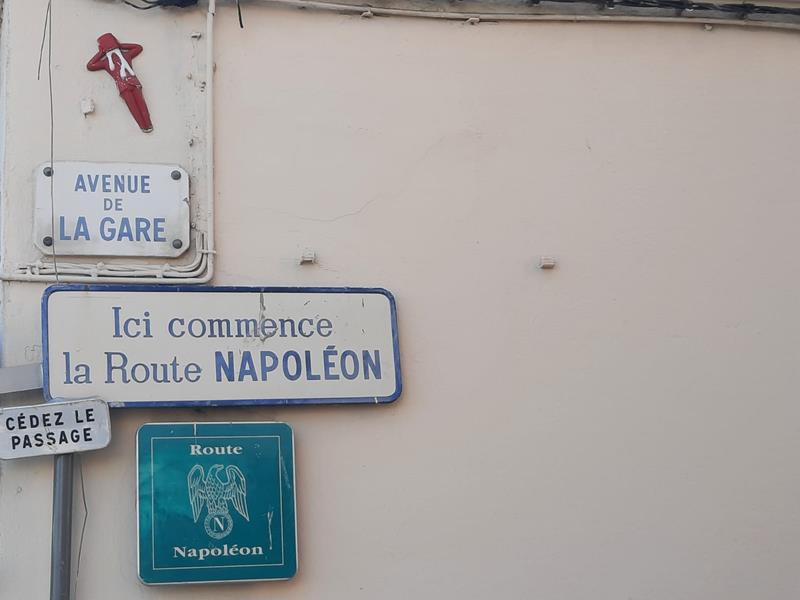 AVENUE
DE
LA GARE
Ici commence
la Route NAPOLÉON
CÉDEZ LE
PASSAGE
Route
N
Napoléon